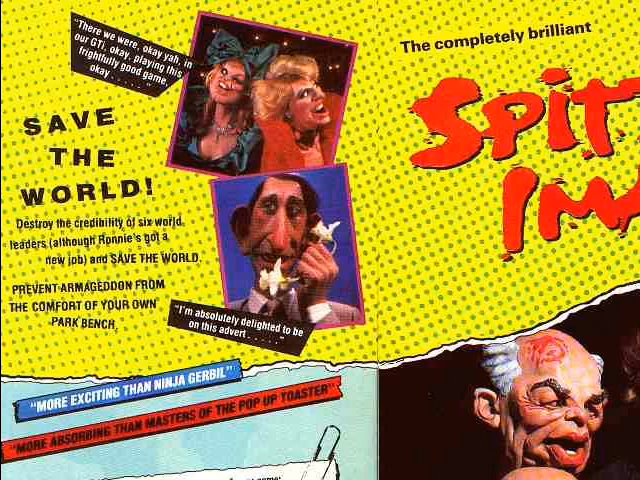 "There we were, okay yah, in
our GTi, okay, playing this
frightfully good game,
okay . . . . ."
SAVE
THE
WORLD!
Destroy the credibility of six world
leaders (although Ronnie's got a
new job) and SAVE THE WORLD.
PREVENT ARMAGEDDON FROM
THE COMFORT OF YOUR OWN
PARK BENCH.
"I'm absolutely delighted to be
on this advert . . . . ."
"MORE EXCITING THAN NINJA GERBIL"
"MORE ABSORBING THAN MASTERS OF THE POP UP TOASTER"
game:
The completely brilliant
Spit
Im